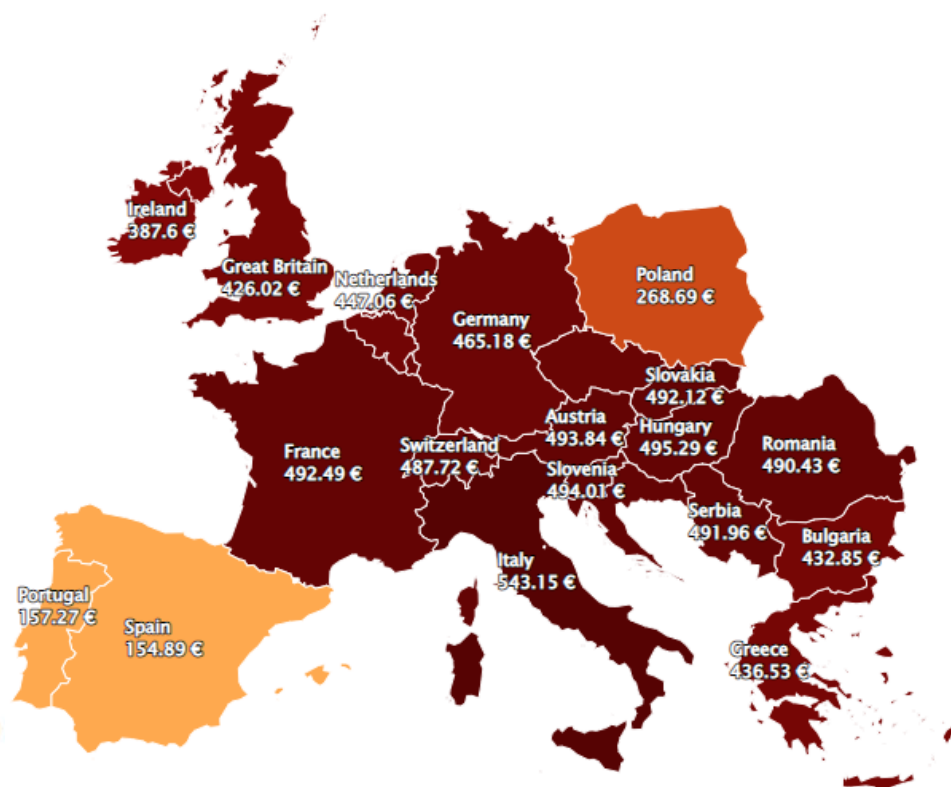 Ireland
387.6 €
Great Britain
426.02 €
Netherlands
447.06 €
Poland
268.69 €
Germany
465.18 €
Slovakia
492.12 €
Austria
493.84 €
Hungary
495.29 €
France
492.49 €
Switzerland
487.72 €
Romania
490.43 €
Slovenia
494.01 €
Serbia
491.96 €
Bulgaria
432.85 €
Italy
543.15 €
Portugal
157.27 €
Spain
154.89 €
Greece
436.53 €